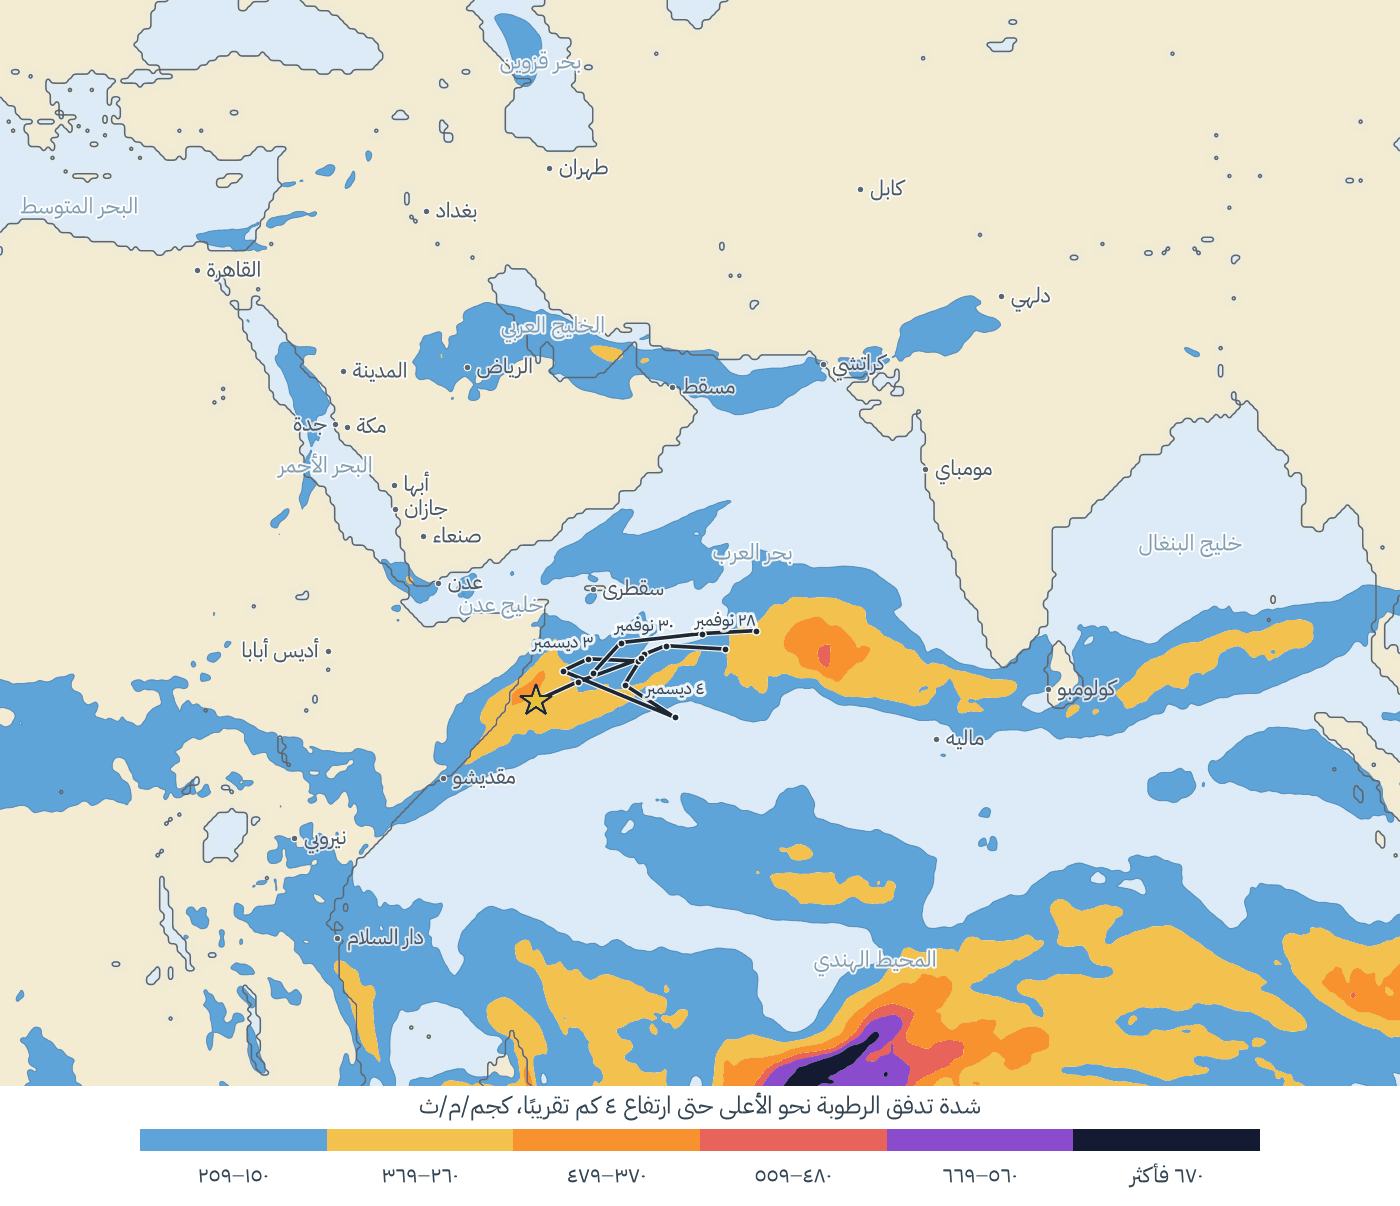 بحر قزوين
طهران
كابل
البحر المتوسط
بغداد
القاهرة
دلهي
الخليج العربي
المدينة
الرياض
كراتشي
مسقط
جدة
مكة
البحر الأحمر
مومباي
أبها
جازان
صنعاء
خليج البنغال
بحر العرب
عدن
سقطرى
خليج عدن
٢٨ نوفمبر
٣٠ نوفمبر
٣ ديسمبر
أديس أبابا
٤ ديسمبر
كولومبو
ماليه
مقديشو
نيروبي
دار السلام
المحيط الهندي
شدة تدفق الرطوبة نحو الأعلى حتى ارتفاع ٤ كم تقريبًا، كجم/م/ث
١٥٠–٢٥٩
٢٦٠–٣٦٩
٣٧٠–٤٧٩
٤٨٠–٥٥٩
٥٦٠–٦٦٩
٦٧٠ فأكثر